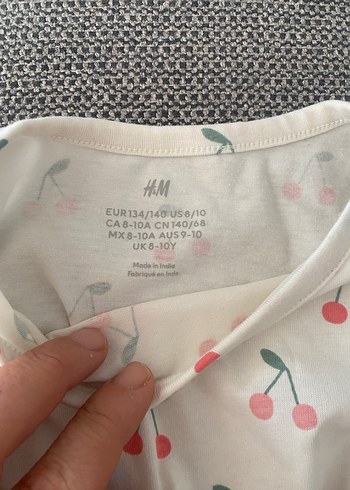 H&M
EUR 134/140 US 8/10
CA 8-10A CN 140/68
MX 8-10A AUS 9-10
UK 8-10Y
Made in India
Fabriqué en Inde